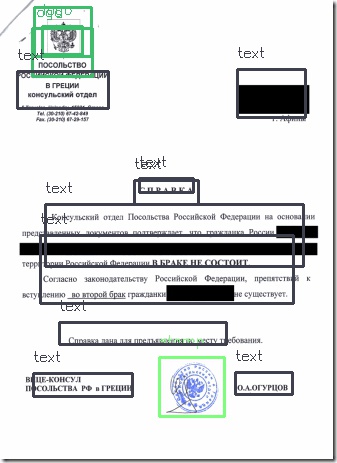 logo
text
ПОСОЛЬСТВО
РОССИЙСКОЙ ФЕДЕРАЦИИ
В ГРЕЦИИ
консульский отдел
Tel. (30-210) 67-42-949
Fax. (30-210) 67-29-157
text
г. Афины
text
text
СПРАВКА
text
Консульский отдел Посольства Российской Федерации на основании
представленных документов подтверждает, что гражданка России
text
территории Российской Федерации В БРАКЕ НЕ СОСТОИТ.
Согласно законодательству Российской Федерации, препятствий к
вступлению во второй брак гражданки не существует.
text
Справка дана для предъявления по месту требования.
text
ВИЦЕ-КОНСУЛ
ПОСОЛЬСТВА РФ в ГРЕЦИИ
text
О.А.ОГУРЦОВ